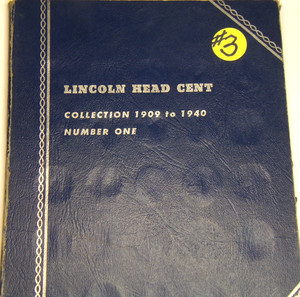 #3
LINCOLN HEAD CENT
COLLECTION 1909 to 1940
NUMBER ONE